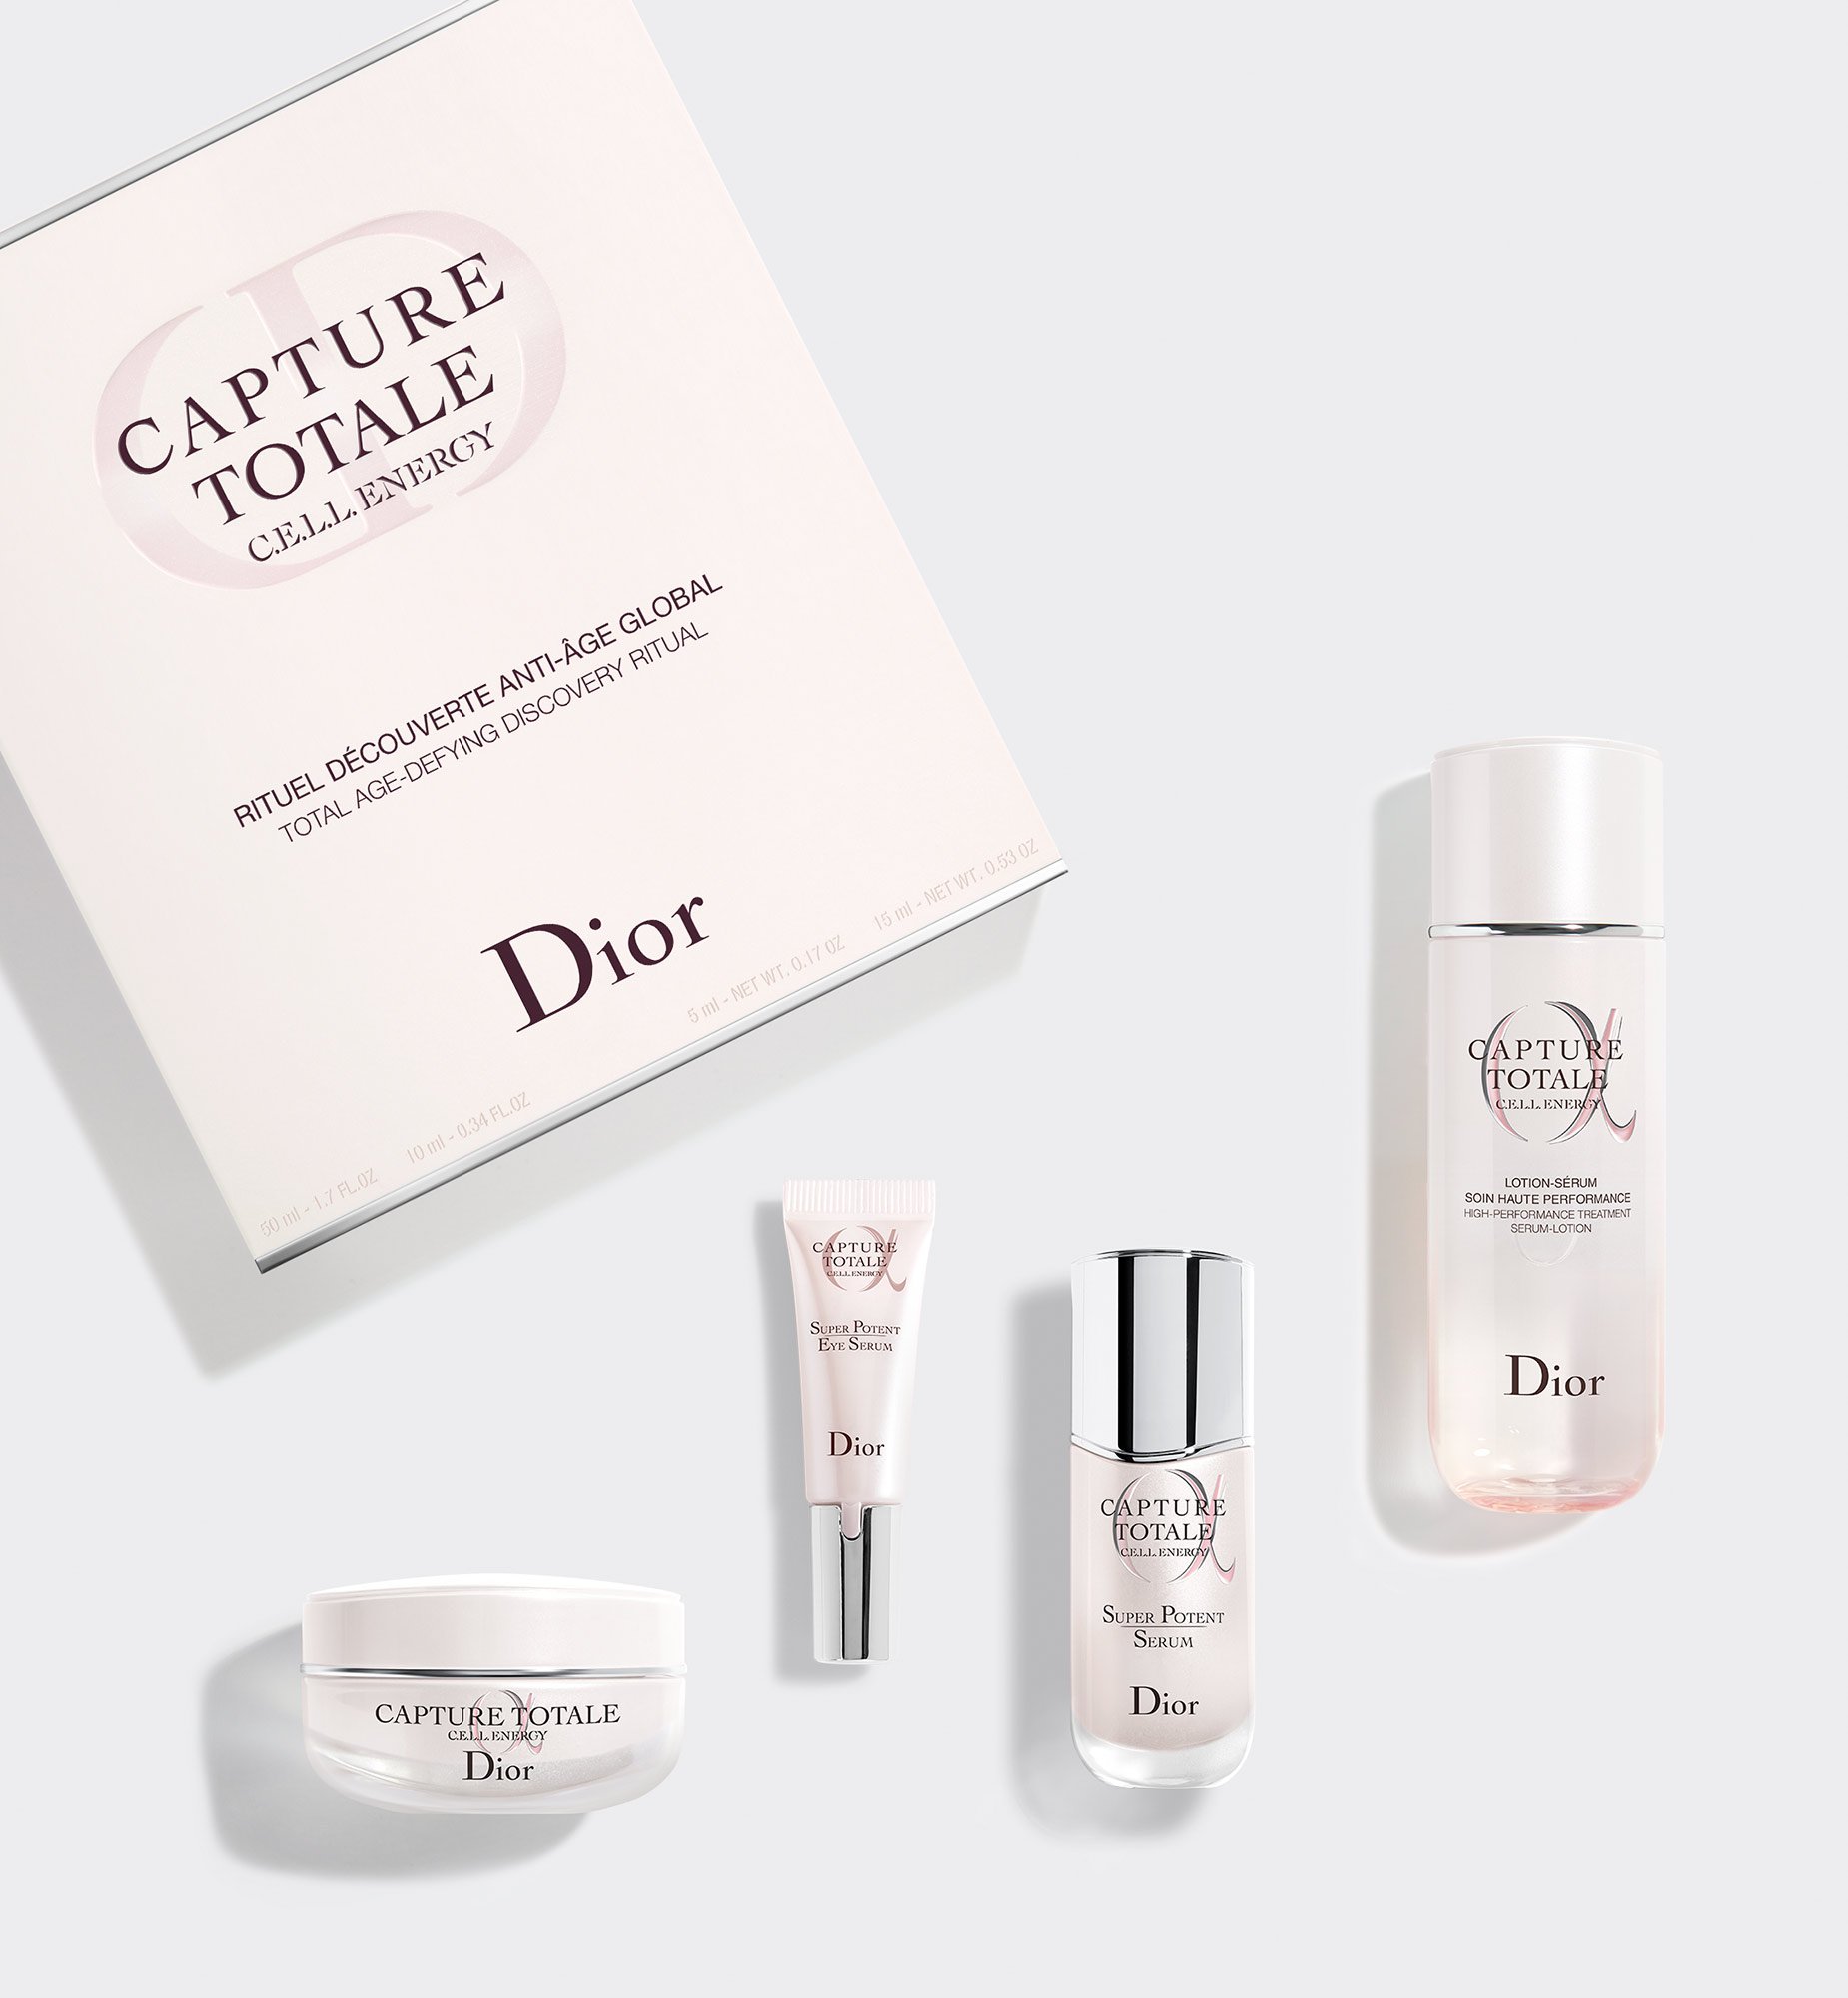 CAPTURE
TOTALE
C.E.L.L. ENERGY
RITUEL DÉCOUVERTE ANTI-ÂGE GLOBAL
TOTAL AGE-DEFYING DISCOVERY RITUAL
Dior
50 ml - 1.7 FL.OZ 10 ml - 0.34 FL.OZ 5 ml - NET WT. 0.17 OZ 15 ml - NET WT. 0.53 OZ
CAPTURE
TOTALE
C.E.L.L. ENERGY
LOTION-SÉRUM
SOIN HAUTE PERFORMANCE
HIGH-PERFORMANCE TREATMENT
SERUM-LOTION
Dior
CAPTURE
TOTALE
C.E.L.L. ENERGY
SUPER POTENT
EYE SERUM
Dior
CAPTURE
TOTALE
C.E.L.L. ENERGY
SUPER POTENT
SERUM
Dior
CAPTURE TOTALE
C.E.L.L. ENERGY
Dior